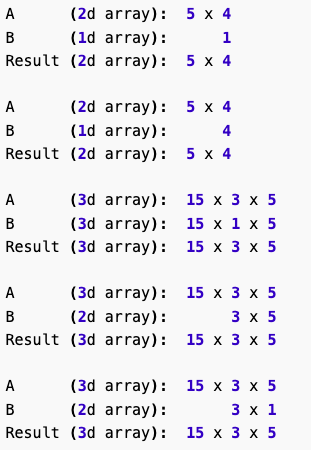 A      (2d array):  5 x 4
B      (1d array):      1
Result (2d array):  5 x 4

A      (2d array):  5 x 4
B      (1d array):      4
Result (2d array):  5 x 4

A      (3d array):  15 x 3 x 5
B      (3d array):  15 x 1 x 5
Result (3d array):  15 x 3 x 5

A      (3d array):  15 x 3 x 5
B      (2d array):       3 x 5
Result (3d array):  15 x 3 x 5

A      (3d array):  15 x 3 x 5
B      (2d array):       3 x 1
Result (3d array):  15 x 3 x 5